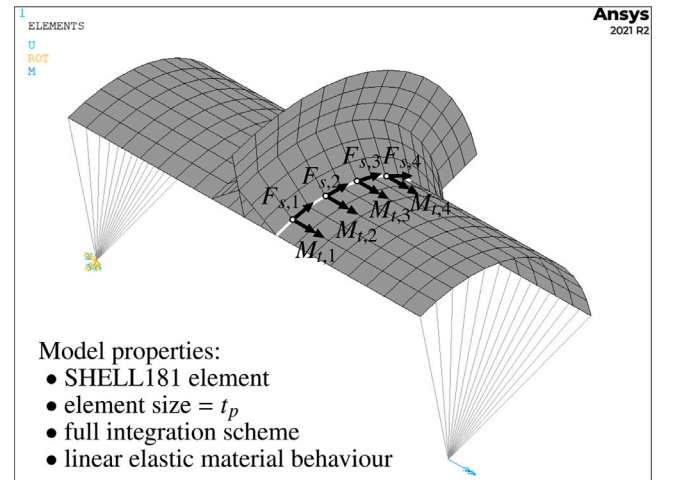 1
ELEMENTS
U
ROT
M
Ansys
2021 R2
F_{s,1}
F_{s,2}
F_{s,3}
F_{s,4}
M_{t,1}
M_{t,2}
M_{t,3}
M_{t,4}
Model properties:
• SHELL181 element
• element size = t_p
• full integration scheme
• linear elastic material behaviour